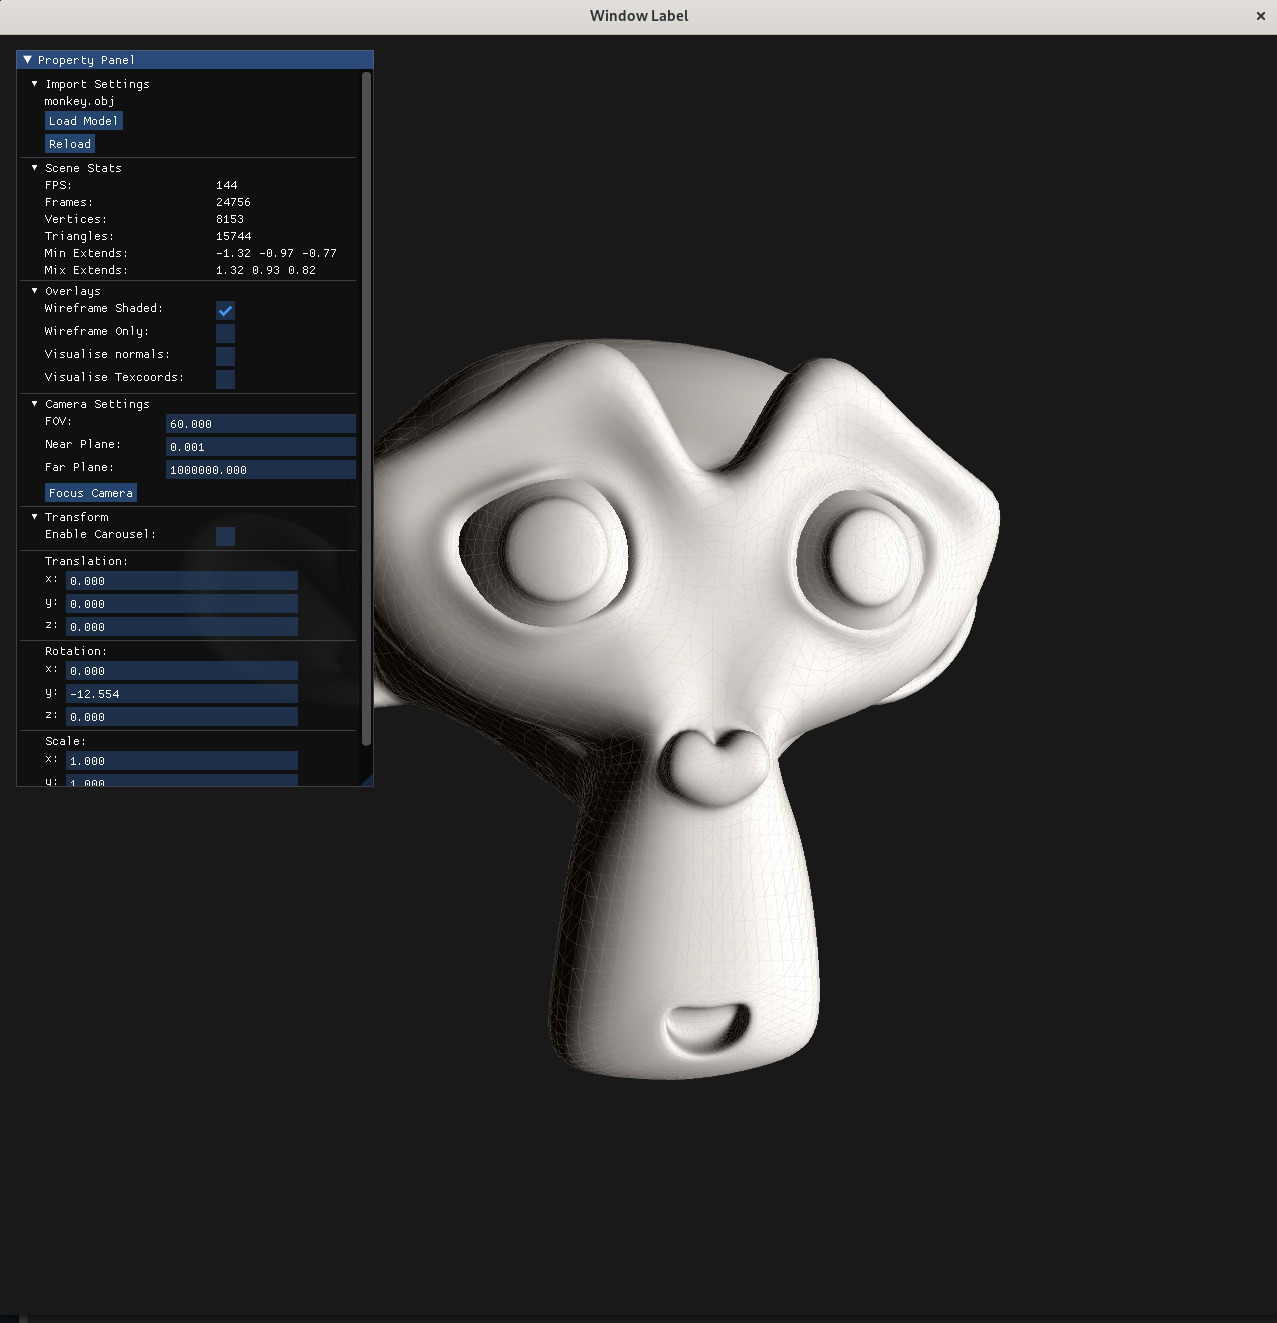 Window Label
Property Panel
Import Settings
monkey.obj
Load Model
Reload
Scene Stats
FPS: 144
Frames: 24756
Vertices: 8153
Triangles: 15744
Min Extends: -1.32 -0.97 -0.77
Mix Extends: 1.32 0.93 0.82
Overlays
Wireframe Shaded:
Wireframe Only:
Visualise normals:
Visualise Texcoords:
Camera Settings
FOV: 60.000
Near Plane: 0.001
Far Plane: 1000000.000
Focus Camera
Transform
Enable Carousel:
Translation:
x: 0.000
y: 0.000
z: 0.000
Rotation:
x: 0.000
y: -12.554
z: 0.000
Scale:
x: 1.000
y: 1.000